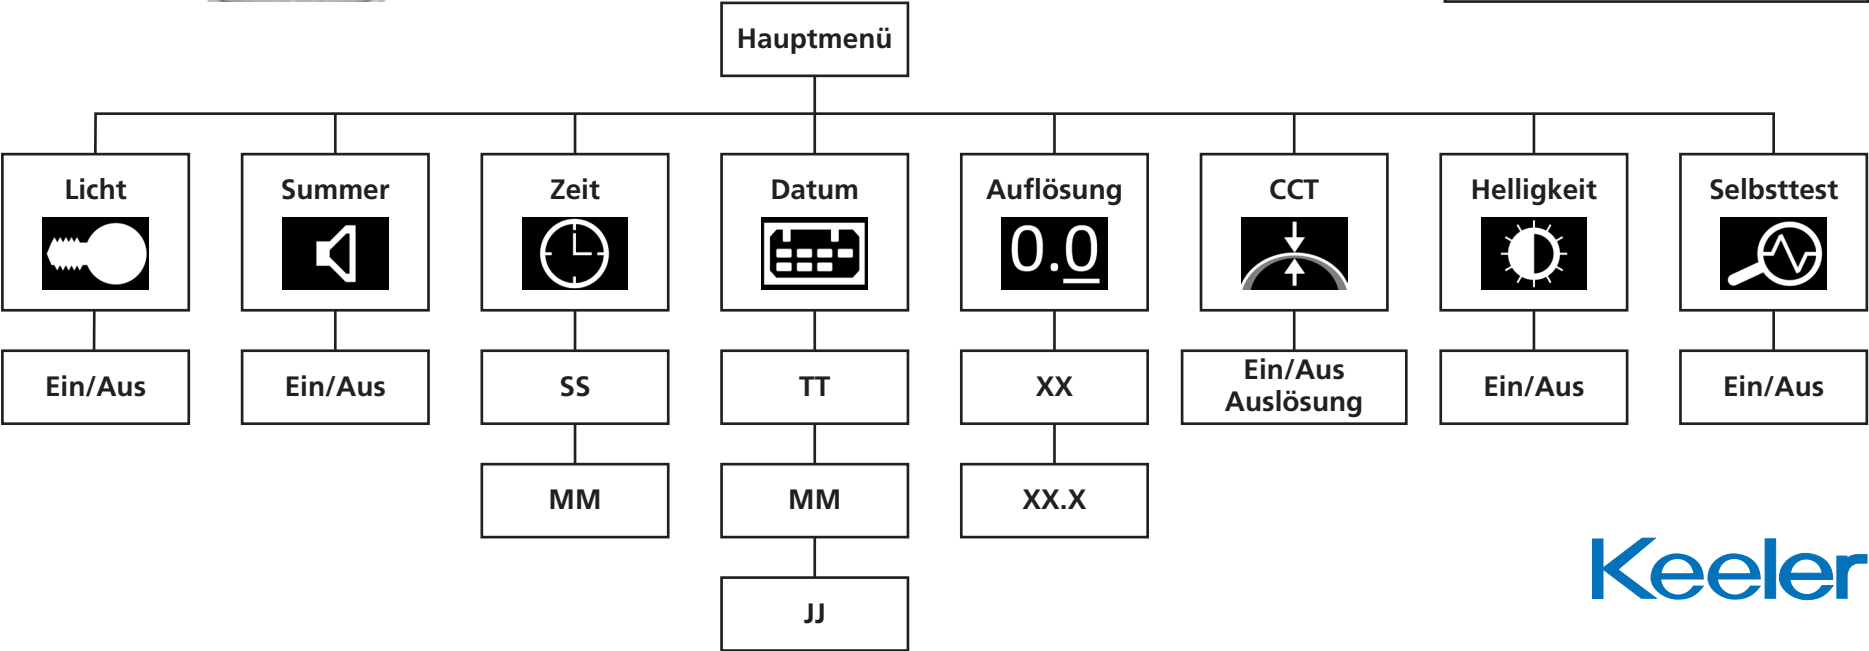 Hauptmenü
Licht
Summer
Zeit
Datum
Auflösung
CCT
Helligkeit
Selbsttest
0.0
Ein/Aus
Ein/Aus
SS
TT
XX
Ein/Aus
Auslösung
Ein/Aus
Ein/Aus
MM
MM
XX.X
JJ
Keeler